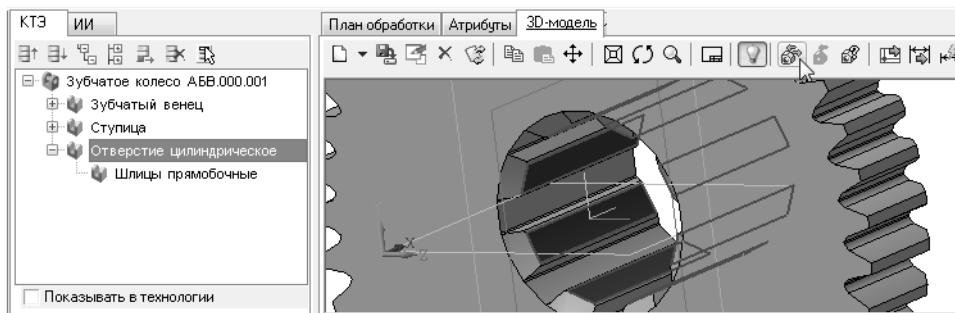 КТЭ ИИ
План обработки Атрибуты 3D-модель
Зубчатое колесо АБВ.000.001
Зубчатый венец
Ступица
Отверстие цилиндрическое
Шлицы прямобочные
X
Z
Показывать в технологии